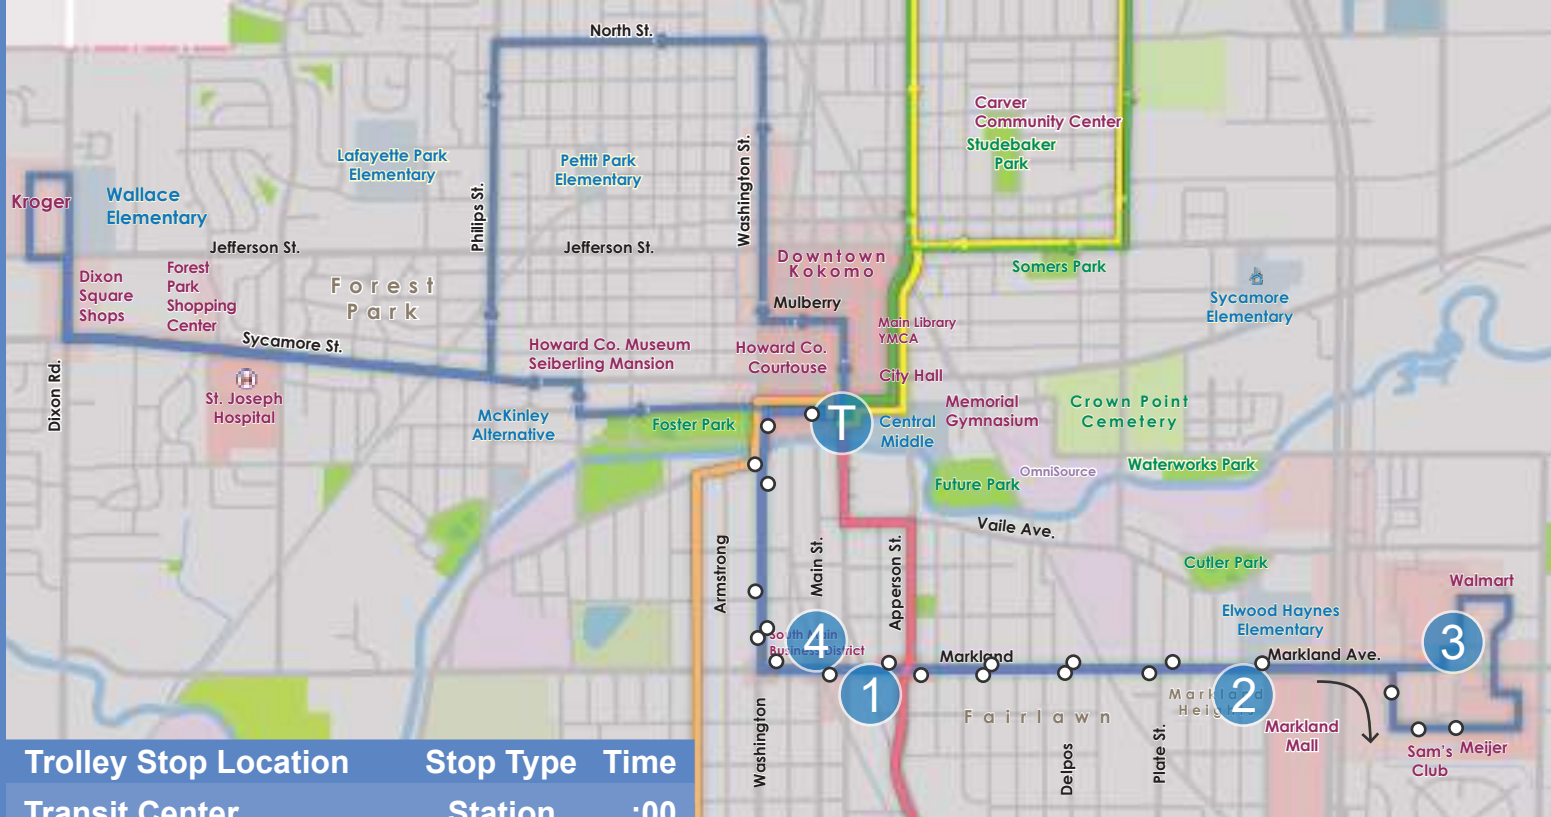 North St.
Carver
Community Center
Studebaker
Park
Lafayette Park
Elementary
Pettit Park
Elementary
Philips St.
Washington St.
Kroger
Wallace
Elementary
Jefferson St.
Jefferson St.
Downtown
Kokomo
Somers Park
Dixon
Square
Shops
Forest
Park
Shopping
Center
Forest
Park
Mulberry
Sycamore
Elementary
Main Library
YMCA
Sycamore St.
Howard Co. Museum
Seiberling Mansion
Howard Co.
Courtouse
City Hall
Dixon Rd.
H
St. Joseph
Hospital
McKinley
Alternative
Foster Park
T
Central
Middle
Memorial
Gymnasium
Crown Point
Cemetery
Future Park
OmniSource
Waterworks Park
Vaile Ave.
Armstrong
Main St.
Apperson St.
Cutler Park
Walmart
Elwood Haynes
Elementary
South Main
Business District
4
3
Markland
Markland Ave.
1
2
Markland
Heights
Fairlawn
Washington
Delpos
Plate St.
Markland
Mall
Sam's
Club
Meijer
Trolley Stop Location Stop Type Time
Transit Center Station :00